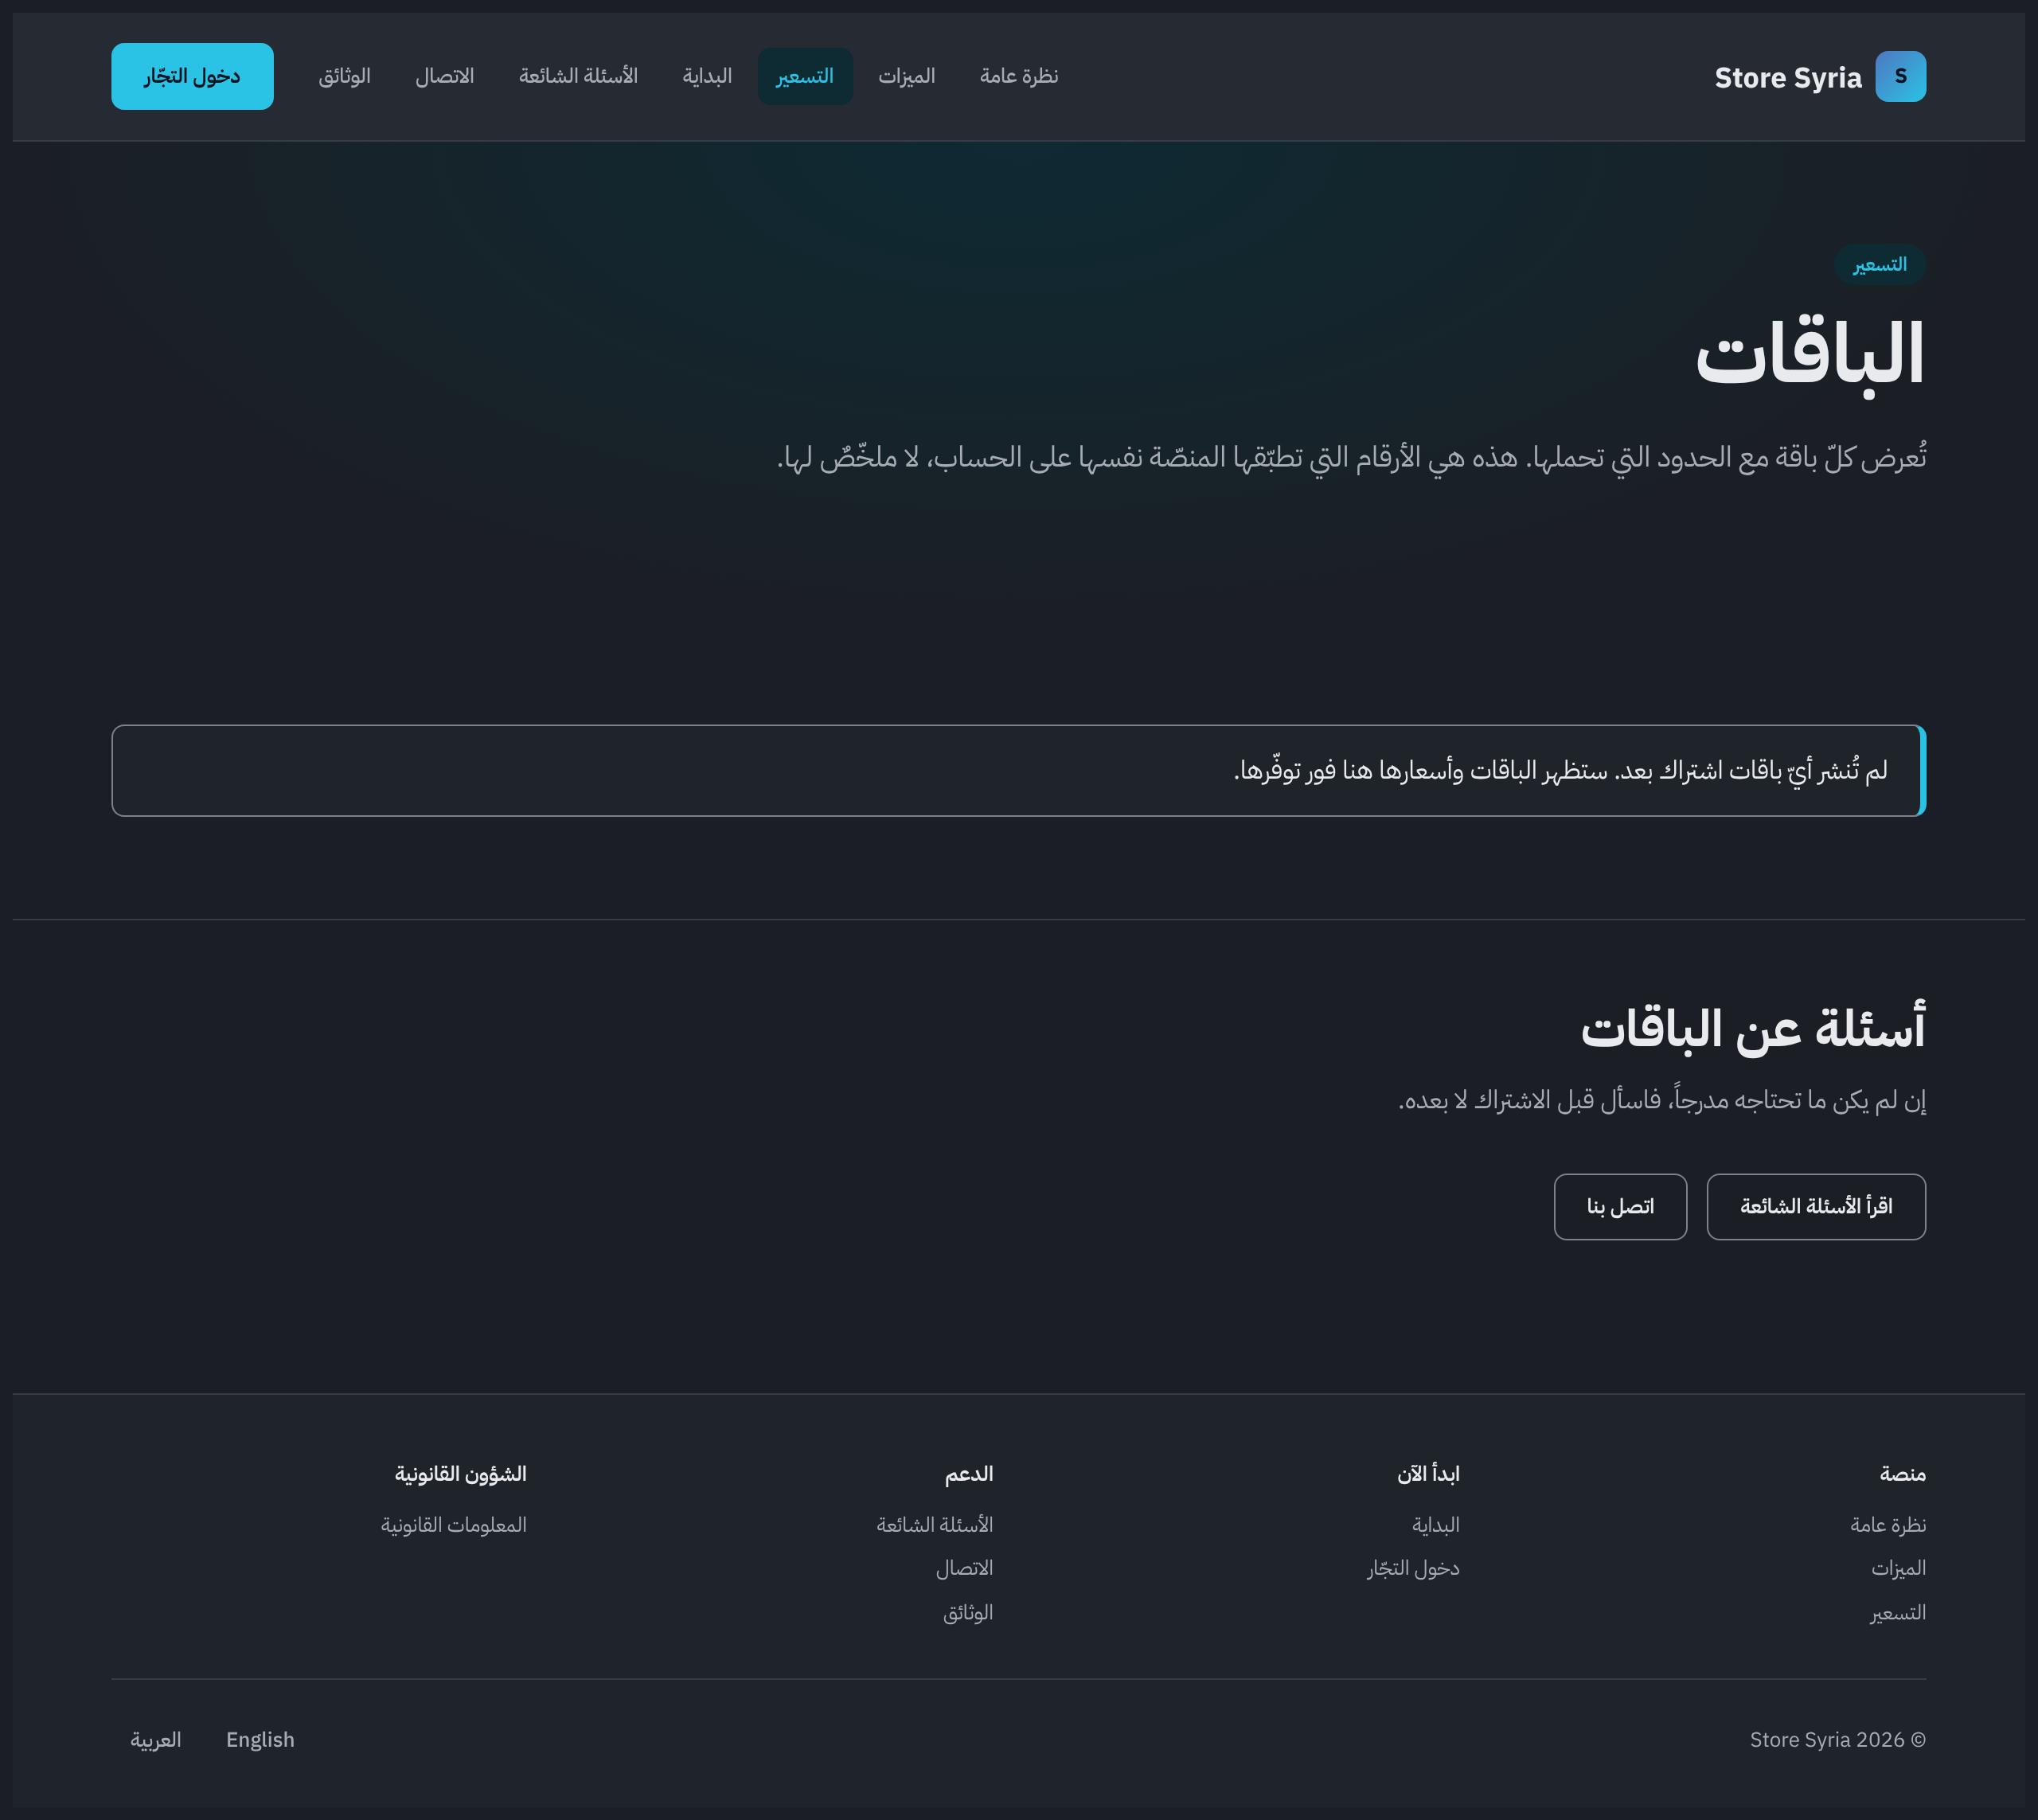 S
Store Syria
نظرة عامة
الميزات
التسعير
البداية
الأسئلة الشائعة
الاتصال
الوثائق
دخول التجّار
التسعير
الباقات
تُعرض كلّ باقة مع الحدود التي تحملها. هذه هي الأرقام التي تطبّقها المنصّة نفسها على الحساب، لا ملخّصٌ لها.
لم تُنشر أيّ باقات اشتراك بعد. ستظهر الباقات وأسعارها هنا فور توفّرها.
أسئلة عن الباقات
إن لم يكن ما تحتاجه مدرجاً، فاسأل قبل الاشتراك لا بعده.
اقرأ الأسئلة الشائعة
اتصل بنا
منصة
نظرة عامة
الميزات
التسعير
ابدأ الآن
البداية
دخول التجّار
الدعم
الأسئلة الشائعة
الاتصال
الوثائق
الشؤون القانونية
المعلومات القانونية
© 2026 Store Syria
English
العربية